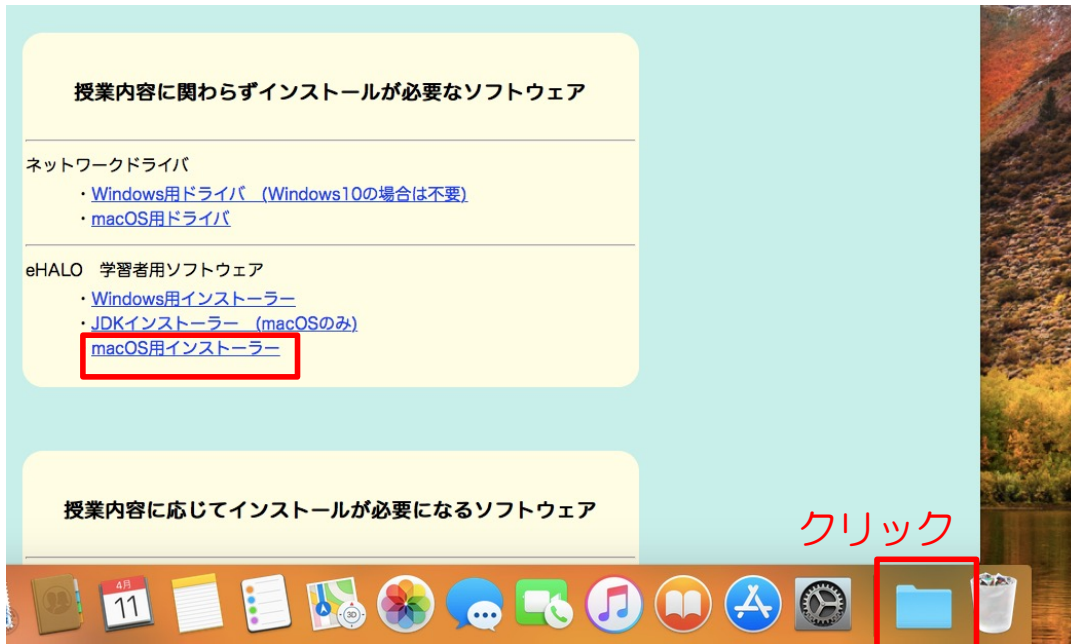 授業内容に関わらずインストールが必要なソフトウェア
ネットワークドライバ
・Windows用ドライバ　(Windows10の場合は不要)
・macOS用ドライバ
eHALO　学習者用ソフトウェア
・Windows用インストーラー
・JDKインストーラー　(macOSのみ)
macOS用インストーラー
授業内容に応じてインストールが必要になるソフトウェア
クリック
4月
11
3D